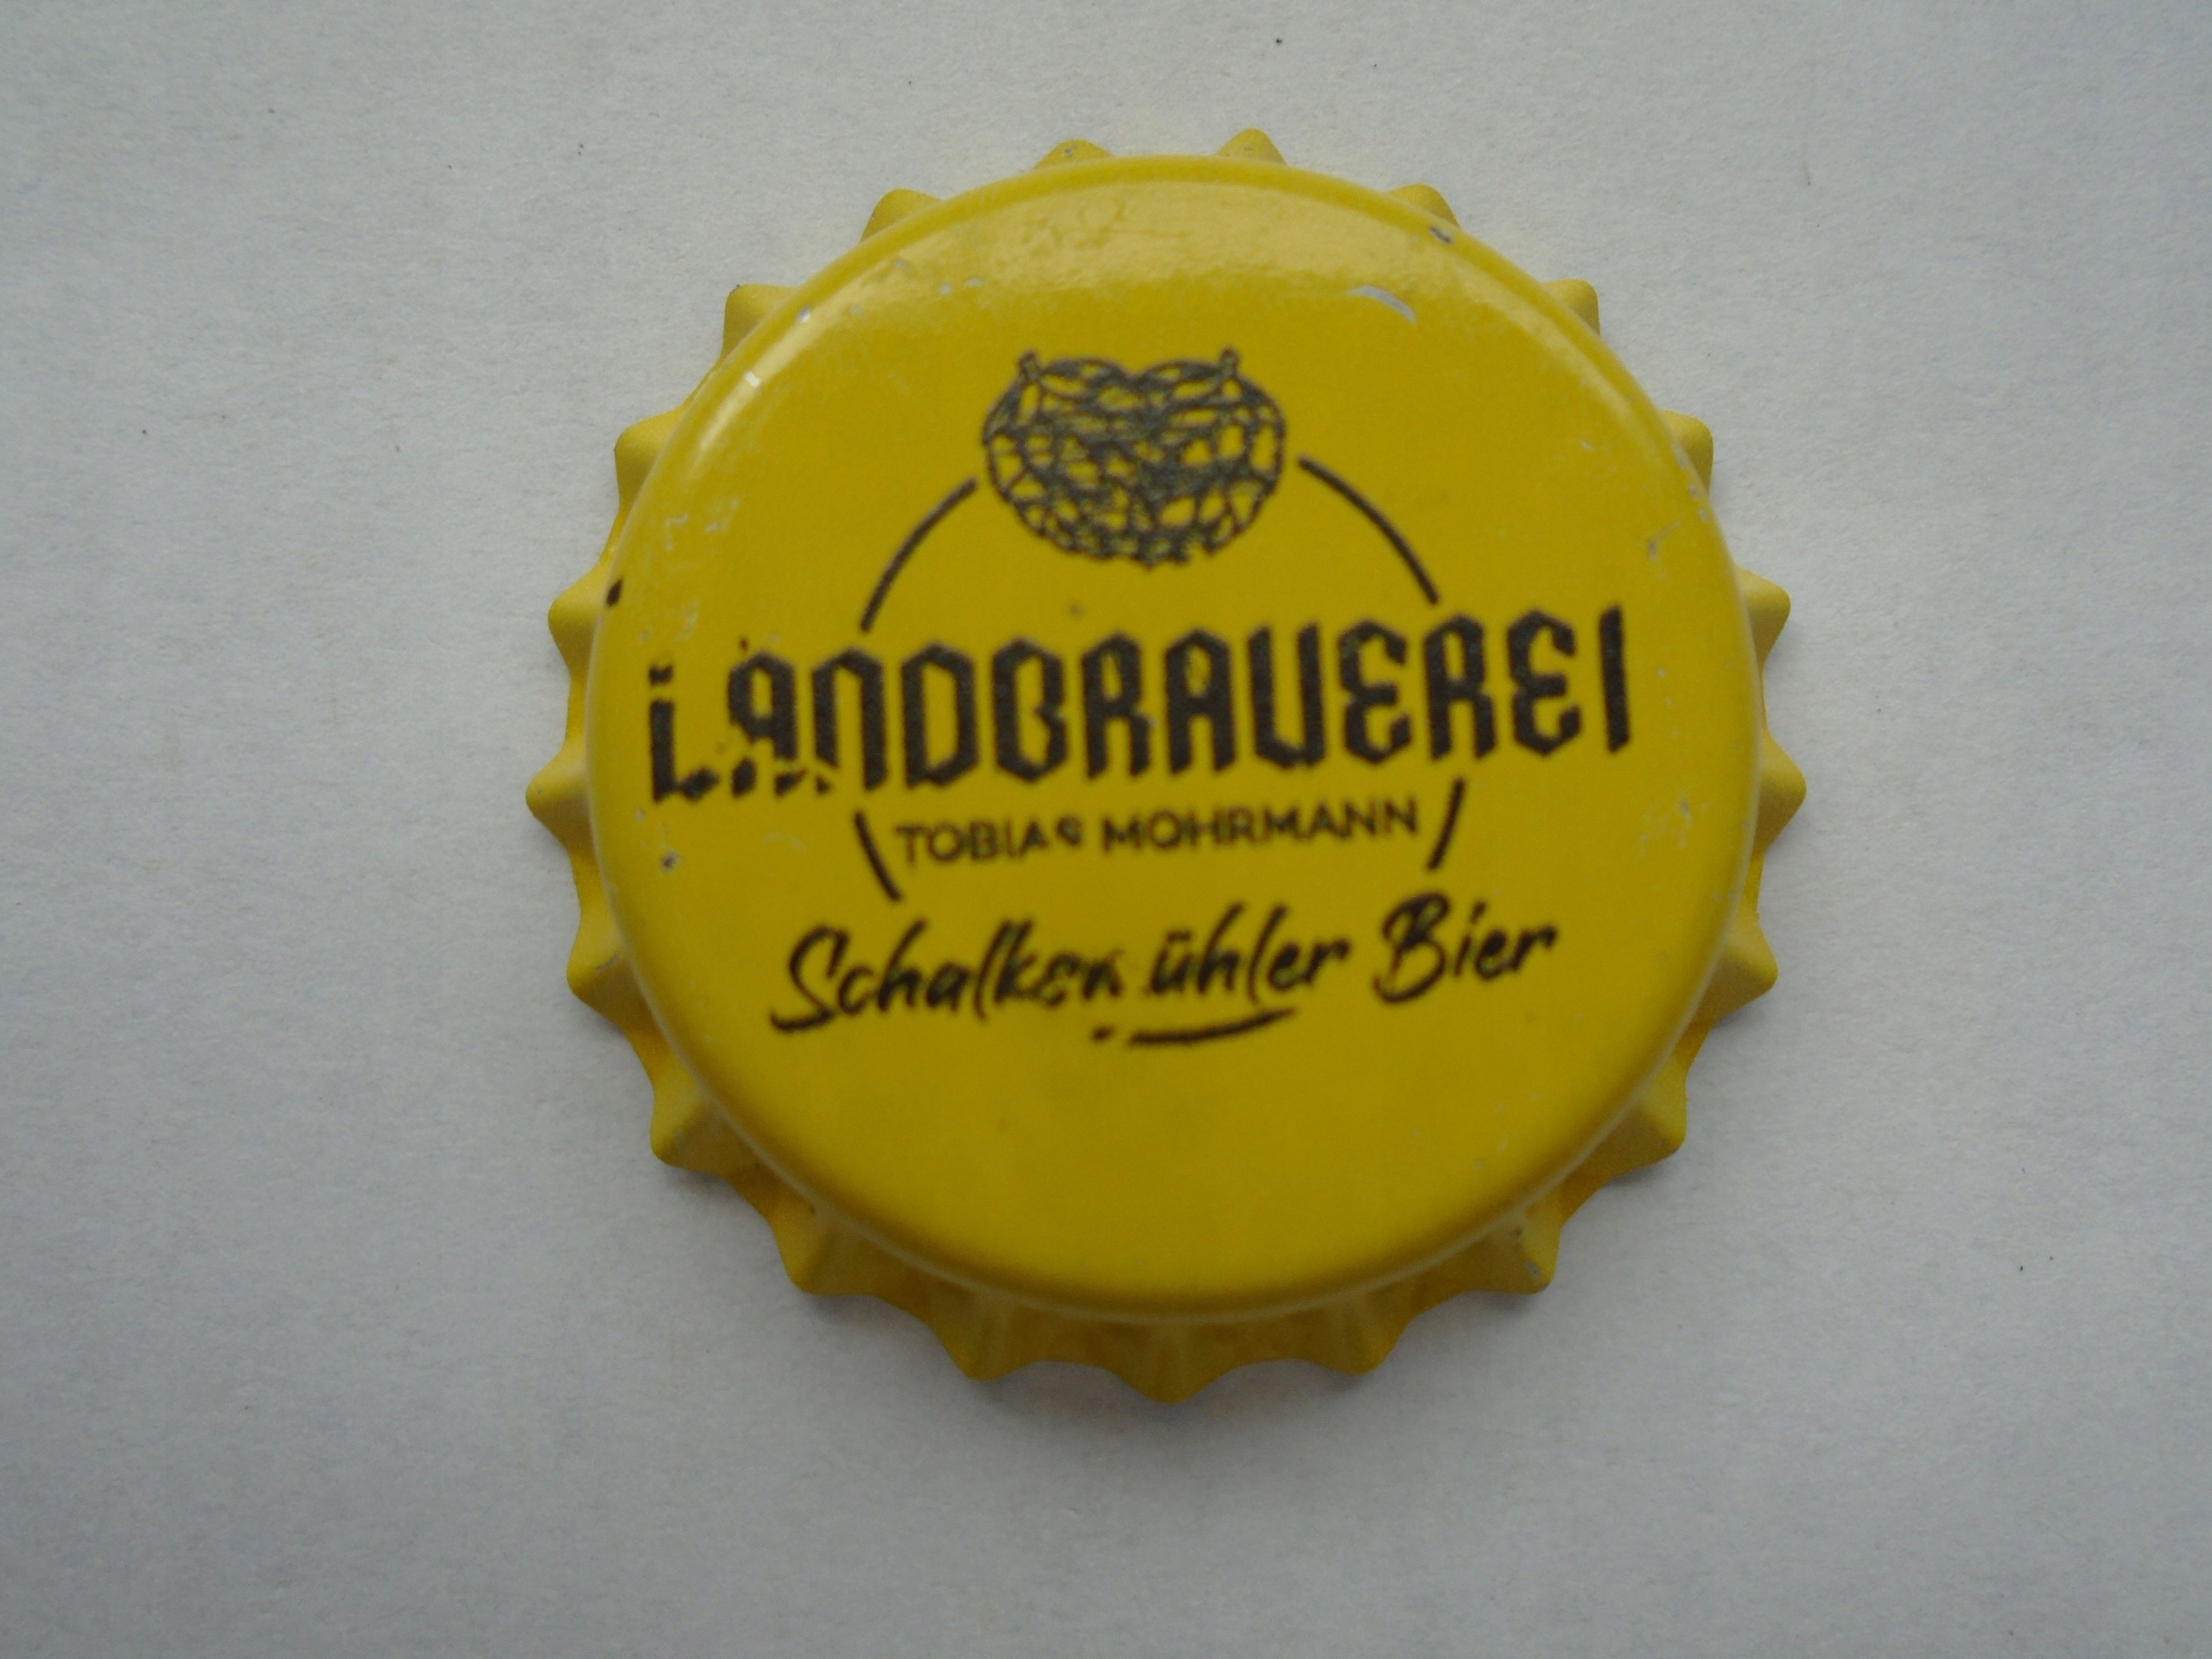 LANDBRAUEREI
TOBIAS MOHRMANN
Schalkenmühler Bier